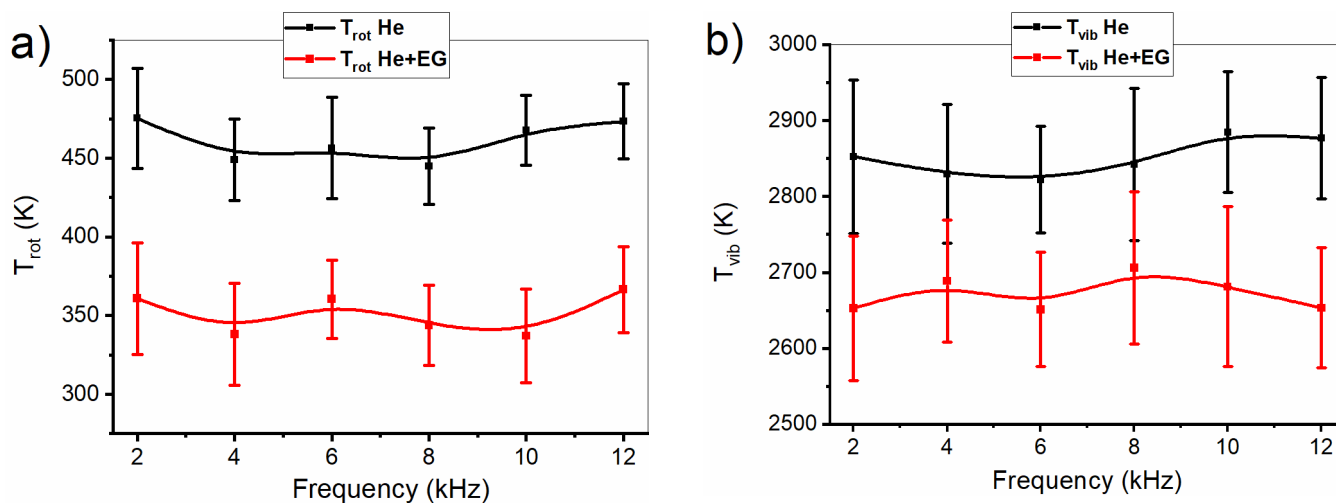 a)
T_rot He
T_rot He+EG
500
450
400
350
300
T_rot (K)
2 4 6 8 10 12
Frequency (kHz)
b)
T_vib He
T_vib He+EG
3000
2900
2800
2700
2600
2500
T_vib (K)
2 4 6 8 10 12
Frequency (kHz)